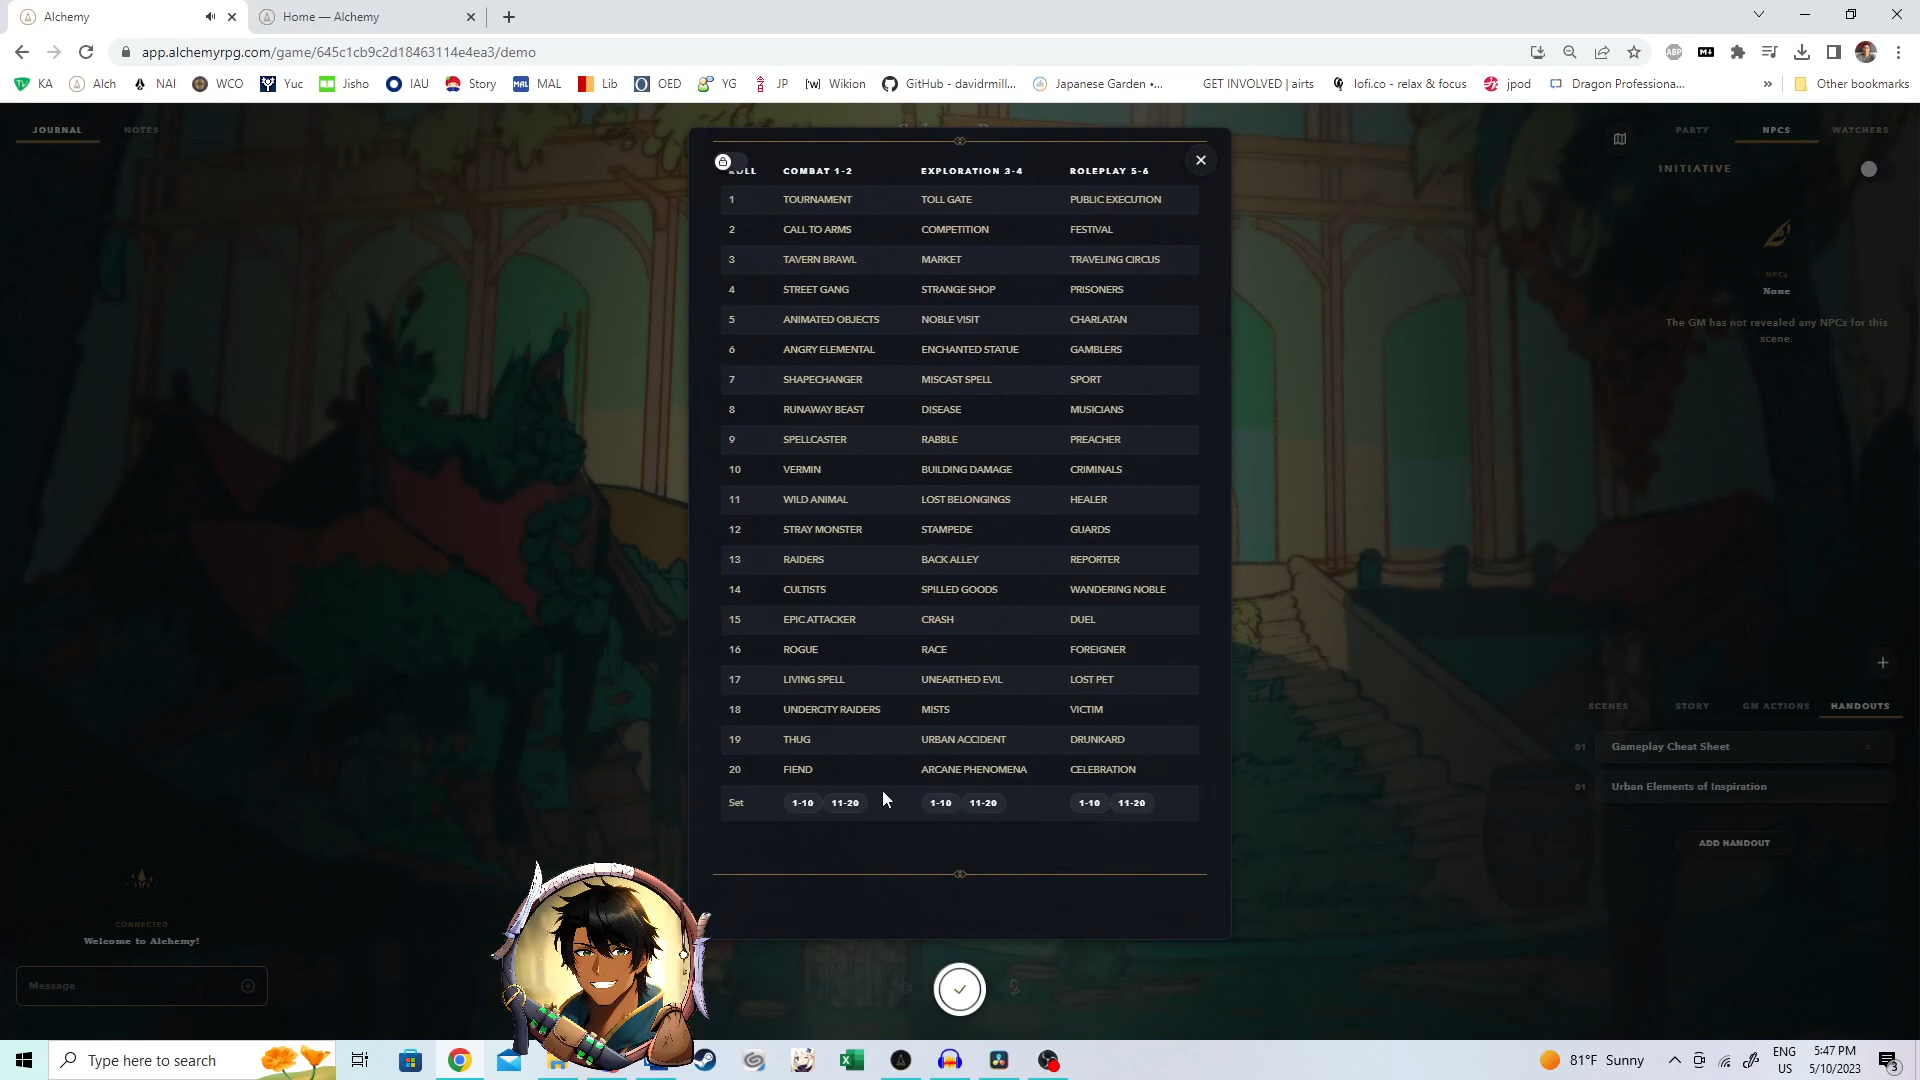 Alchemy
Home — Alchemy
app.alchemyrpg.com/game/645c1cb9c2d18463114e4ea3/demo
KA
Alch
NAI
WCO
Yuc
Jisho
IAU
Story
MAL
Lib
OED
YG
JP
Wikion
GitHub - davidrmill...
Japanese Garden •...
GET INVOLVED | airts
lofi.co - relax & focus
jpod
Dragon Professiona...
»
Other bookmarks
JOURNAL NOTES
PARTY NPCS WATCHERS
INITIATIVE
NPCs
None
The GM has not revealed any NPCs for this
scene.
COMBAT 1-2 EXPLORATION 3-4 ROLEPLAY 5-6
1 TOURNAMENT TOLL GATE PUBLIC EXECUTION
2 CALL TO ARMS COMPETITION FESTIVAL
3 TAVERN BRAWL MARKET TRAVELING CIRCUS
4 STREET GANG STRANGE SHOP PRISONERS
5 ANIMATED OBJECTS NOBLE VISIT CHARLATAN
6 ANGRY ELEMENTAL ENCHANTED STATUE GAMBLERS
7 SHAPECHANGER MISCAST SPELL SPORT
8 RUNAWAY BEAST DISEASE MUSICIANS
9 SPELLCASTER RABBLE PREACHER
10 VERMIN BUILDING DAMAGE CRIMINALS
11 WILD ANIMAL LOST BELONGINGS HEALER
12 STRAY MONSTER STAMPEDE GUARDS
13 RAIDERS BACK ALLEY REPORTER
14 CULTISTS SPILLED GOODS WANDERING NOBLE
15 EPIC ATTACKER CRASH DUEL
16 ROGUE RACE FOREIGNER
17 LIVING SPELL UNEARTHED EVIL LOST PET
18 UNDERCITY RAIDERS MISTS VICTIM
19 THUG URBAN ACCIDENT DRUNKARD
20 FIEND ARCANE PHENOMENA CELEBRATION
Set 1-10 11-20 1-10 11-20 1-10 11-20
SCENES STORY GM ACTIONS HANDOUTS
01 Gameplay Cheat Sheet
01 Urban Elements of Inspiration
ADD HANDOUT
CONNECTED
Welcome to Alchemy!
Message
Type here to search
81°F Sunny
ENG
US
5:47 PM
5/10/2023
3